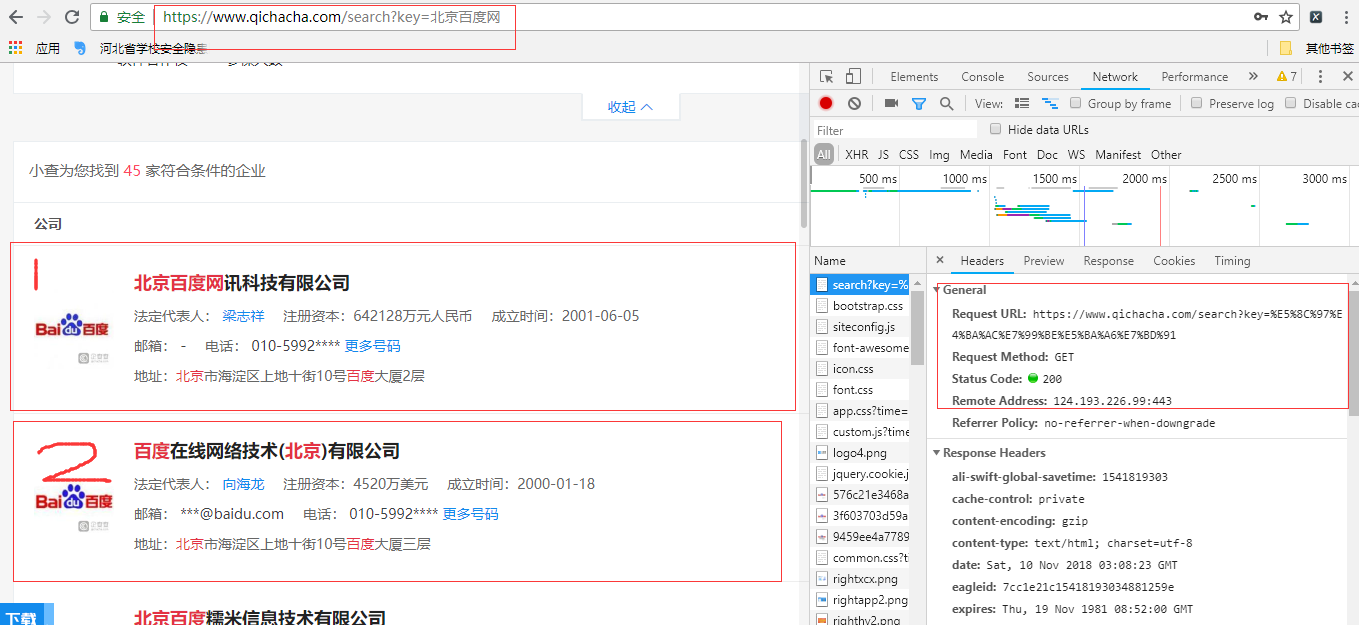 安全 https://www.qichacha.com/search?key=北京百度网
应用 河北省学校安全隐患 其他书签
收起
小查为您找到 45 家符合条件的企业
公司
1
北京百度网讯科技有限公司
Bai百度
法定代表人： 梁志祥 注册资本：642128万元人民币 成立时间：2001-06-05
邮箱： - 电话： 010-5992**** 更多号码
地址：北京市海淀区上地十街10号百度大厦2层
2
百度在线网络技术(北京)有限公司
Bai百度
法定代表人： 向海龙 注册资本：4520万美元 成立时间：2000-01-18
邮箱： ***@baidu.com 电话： 010-5992**** 更多号码
地址：北京市海淀区上地十街10号百度大厦三层
北京百度糯米信息技术有限公司
下载
Elements Console Sources Network Performance » 7
View: Group by frame Preserve log Disable cac
Filter Hide data URLs
All XHR JS CSS Img Media Font Doc WS Manifest Other
500 ms 1000 ms 1500 ms 2000 ms 2500 ms 3000 ms
Name
search?key=%
bootstrap.css
siteconfig.js
font-awesome
icon.css
font.css
app.css?time=
custom.js?time
logo4.png
jquery.cookie.j
576c21e3468a
3f603703d59a
9459ee4a7789
common.css?ti
rightxcx.png
rightapp2.png
righthy2.png
× Headers Preview Response Cookies Timing
General
Request URL: https://www.qichacha.com/search?key=%E5%8C%97%E
4%BA%AC%E7%99%BE%E5%BA%A6%E7%BD%91
Request Method: GET
Status Code: 200
Remote Address: 124.193.226.99:443
Referrer Policy: no-referrer-when-downgrade
Response Headers
ali-swift-global-savetime: 1541819303
cache-control: private
content-encoding: gzip
content-type: text/html; charset=utf-8
date: Sat, 10 Nov 2018 03:08:23 GMT
eagleid: 7cc1e21c15418193034881259e
expires: Thu, 19 Nov 1981 08:52:00 GMT